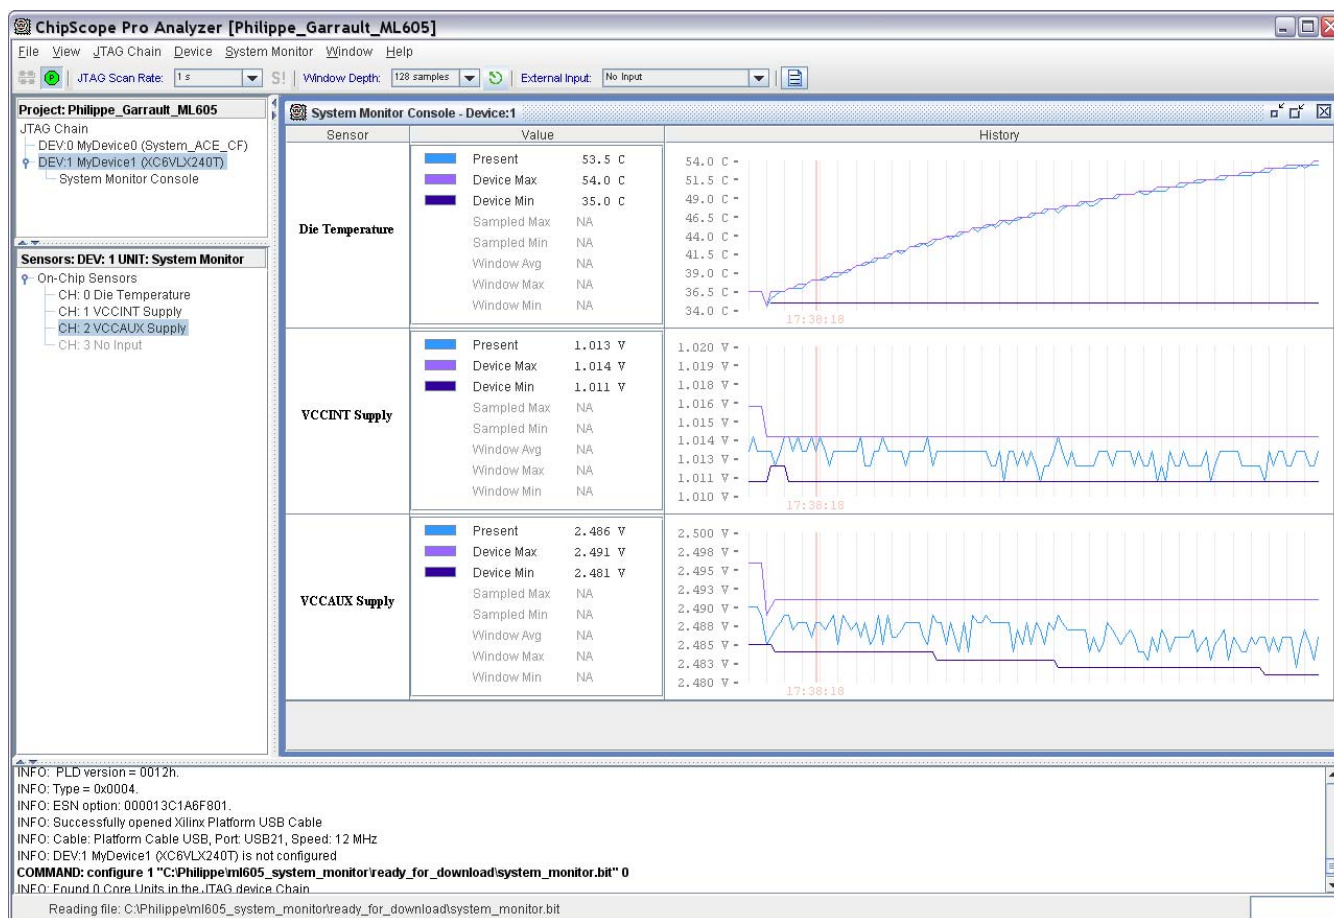 ChipScope Pro Analyzer [Philippe_Garrault_ML605]
File View JTAG Chain Device System Monitor Window Help
JTAG Scan Rate: 1 s S! Window Depth: 128 samples External Input: No Input
Project: Philippe_Garrault_ML605
JTAG Chain
DEV:0 MyDevice0 (System_ACE_CF)
DEV:1 MyDevice1 (XC6VLX240T)
System Monitor Console
Sensors: DEV: 1 UNIT: System Monitor
On-Chip Sensors
CH: 0 Die Temperature
CH: 1 VCCINT Supply
CH: 2 VCCAUX Supply
CH: 3 No Input
System Monitor Console - Device:1
Sensor Value History
Die Temperature
Present 53.5 C
Device Max 54.0 C
Device Min 35.0 C
Sampled Max NA
Sampled Min NA
Window Avg NA
Window Max NA
Window Min NA
54.0 C
51.5 C
49.0 C
46.5 C
44.0 C
41.5 C
39.0 C
36.5 C
34.0 C
17:38:18
VCCINT Supply
Present 1.013 V
Device Max 1.014 V
Device Min 1.011 V
Sampled Max NA
Sampled Min NA
Window Avg NA
Window Max NA
Window Min NA
1.020 V
1.019 V
1.018 V
1.016 V
1.015 V
1.014 V
1.013 V
1.011 V
1.010 V
17:38:18
VCCAUX Supply
Present 2.486 V
Device Max 2.491 V
Device Min 2.481 V
Sampled Max NA
Sampled Min NA
Window Avg NA
Window Max NA
Window Min NA
2.500 V
2.498 V
2.495 V
2.493 V
2.490 V
2.488 V
2.485 V
2.483 V
2.480 V
17:38:18
INFO: PLD version = 0012h.
INFO: Type = 0x0004.
INFO: ESN option: 000013C1A6F801.
INFO: Successfully opened Xilinx Platform USB Cable
INFO: Cable: Platform Cable USB, Port: USB21, Speed: 12 MHz
INFO: DEV:1 MyDevice1 (XC6VLX240T) is not configured
COMMAND: configure 1 "C:\Philippe\ml605_system_monitor\ready_for_download\system_monitor.bit" 0
INFO: Found 0 Core Units in the JTAG device Chain
Reading file: C:\Philippe\ml605_system_monitor\ready_for_download\system_monitor.bit